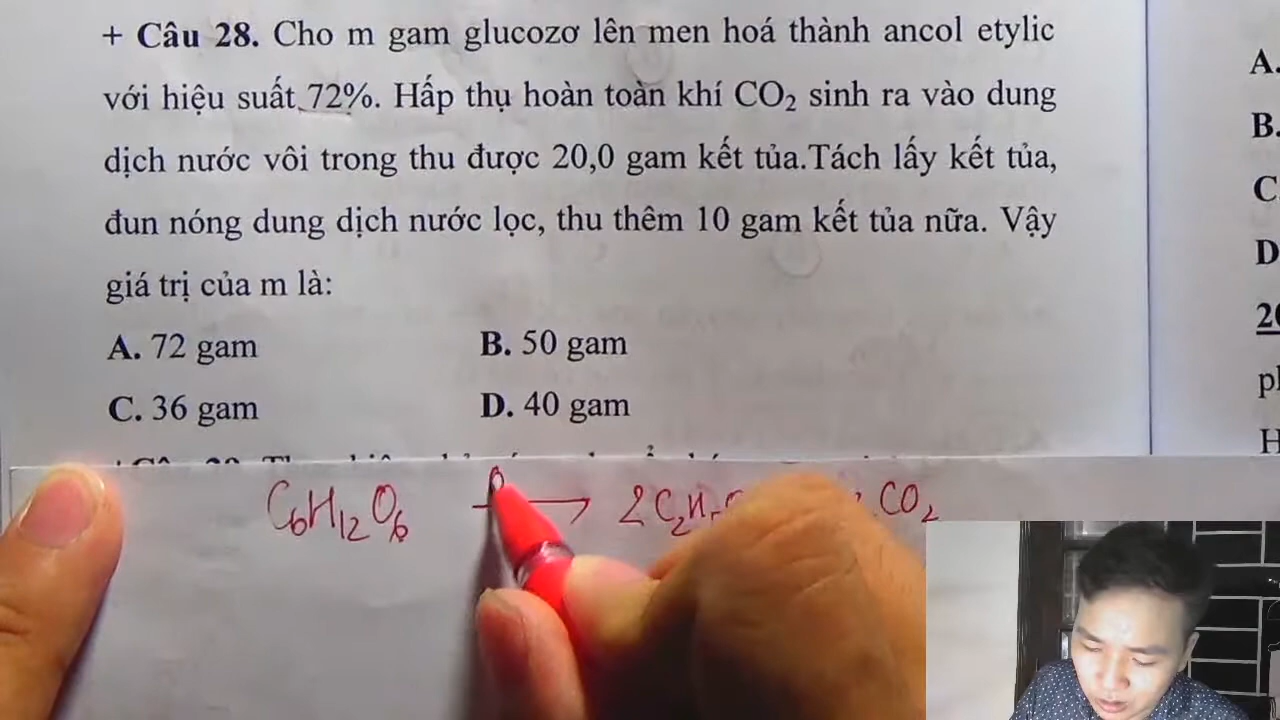 + Câu 28. Cho m gam glucozơ lên men hoá thành ancol etylic
với hiệu suất 72%. Hấp thụ hoàn toàn khí CO₂ sinh ra vào dung
dịch nước vôi trong thu được 20,0 gam kết tủa.Tách lấy kết tủa,
đun nóng dung dịch nước lọc, thu thêm 10 gam kết tủa nữa. Vậy
giá trị của m là:
A. 72 gam B. 50 gam
C. 36 gam D. 40 gam
C₆H₁₂O₆ → 2C₂H₅ CO₂
A.
B.
C
D
H